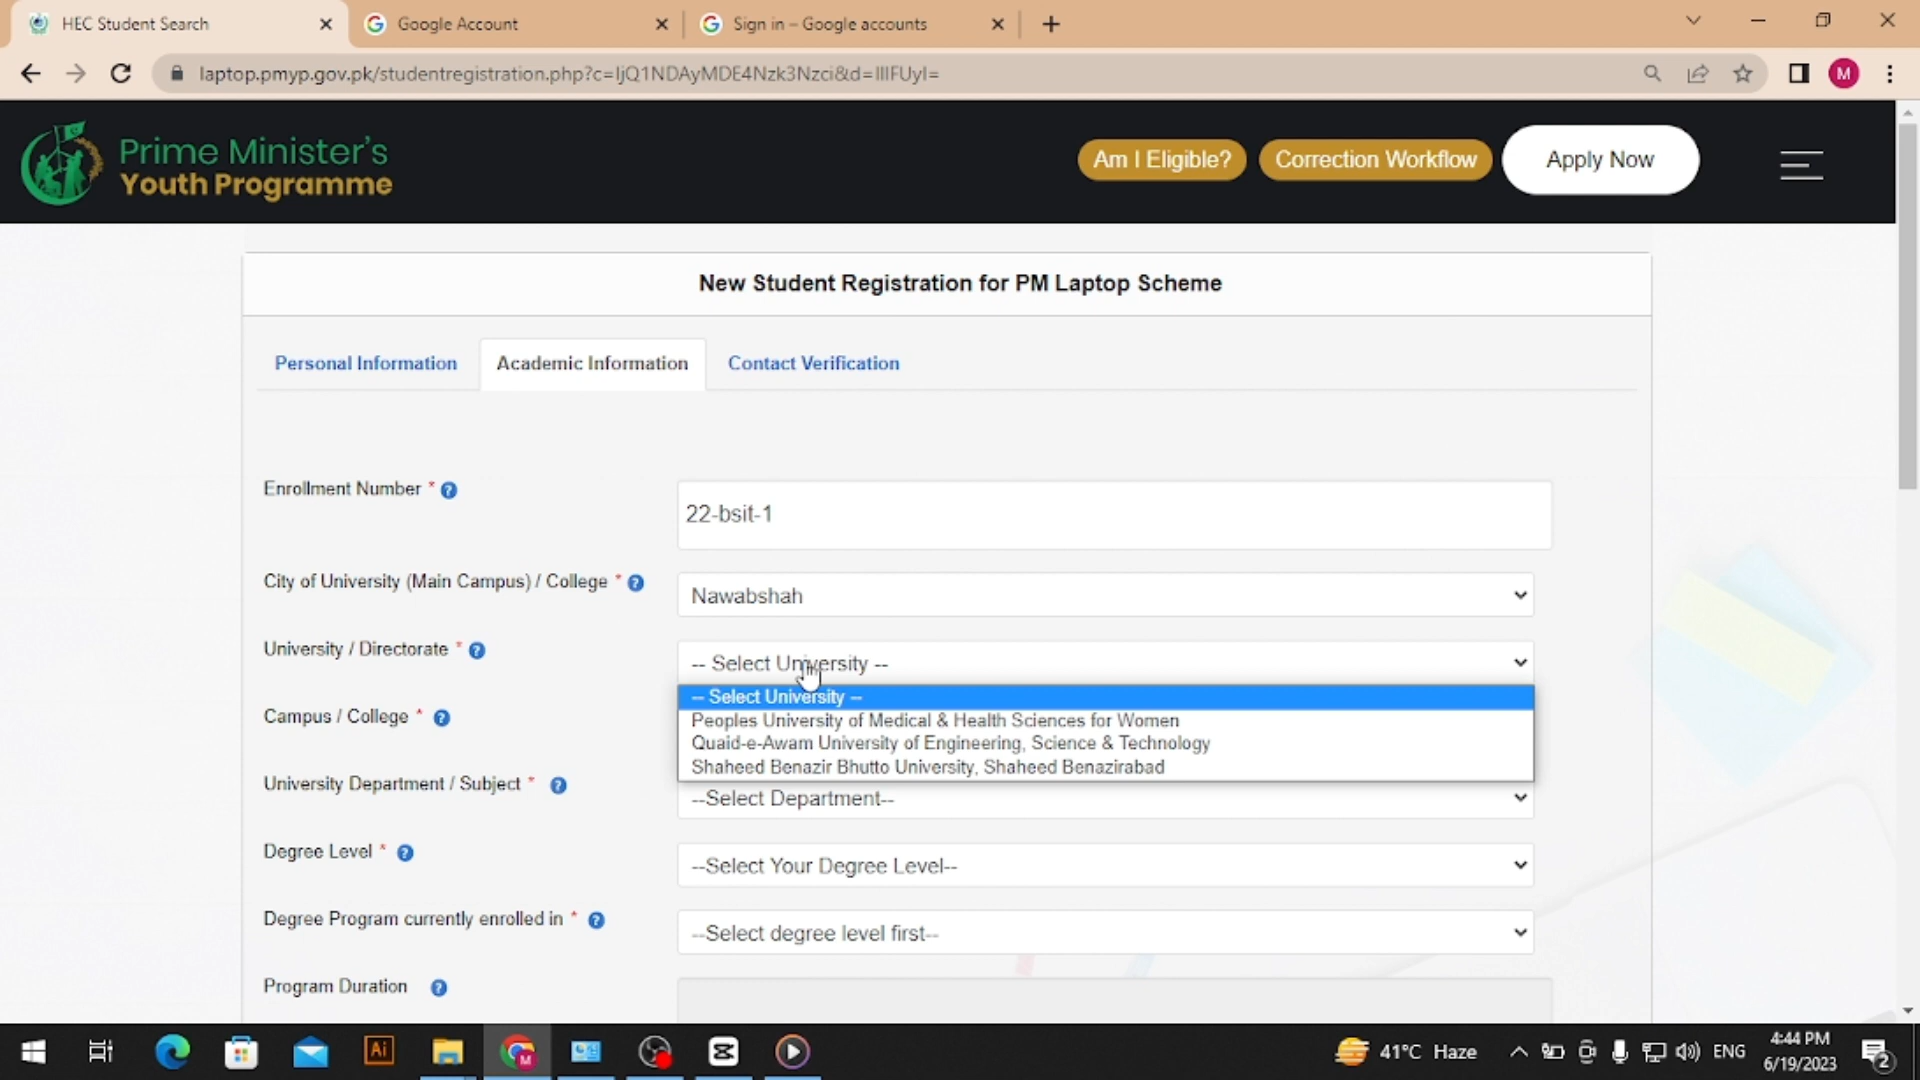 HEC Student Search
Google Account
Sign in – Google accounts
laptop.pmyp.gov.pk/studentregistration.php?c=IjQ1NDAyMDE4Nzk3Nzci&d=IlIFUyI=
M
Prime Minister's
Youth Programme
Am I Eligible?
Correction Workflow
Apply Now
New Student Registration for PM Laptop Scheme
Personal Information
Academic Information
Contact Verification
Enrollment Number * ?
22-bsit-1
City of University (Main Campus) / College * ?
Nawabshah
University / Directorate * ?
-- Select University --
-- Select University --
Peoples University of Medical & Health Sciences for Women
Quaid-e-Awam University of Engineering, Science & Technology
Shaheed Benazir Bhutto University, Shaheed Benazirabad
Campus / College * ?
University Department / Subject * ?
--Select Department--
Degree Level * ?
--Select Your Degree Level--
Degree Program currently enrolled in * ?
--Select degree level first--
Program Duration ?
Ai
M
41°C Haze
ENG
4:44 PM
6/19/2023
2